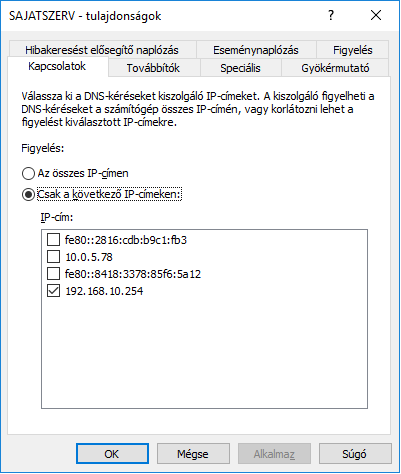 SAJATSZERV - tulajdonságok
Hibakeresést elősegítő naplózás Eseménynaplózás Figyelés
Kapcsolatok Továbbítók Speciális Gyökérmutató
Válassza ki a DNS-kéréseket kiszolgáló IP-címeket. A kiszolgáló figyelheti a
DNS-kéréseket a számítógép összes IP-címén, vagy korlátozni lehet a
figyelést kiválasztott IP-címekre.
Figyelés:
Az összes IP-címen
Csak a következő IP-címeken:
IP-cím:
fe80::2816:cdb:b9c1:fb3
10.0.5.78
fe80::8418:3378:85f6:5a12
192.168.10.254
OK Mégse Alkalmaz Súgó